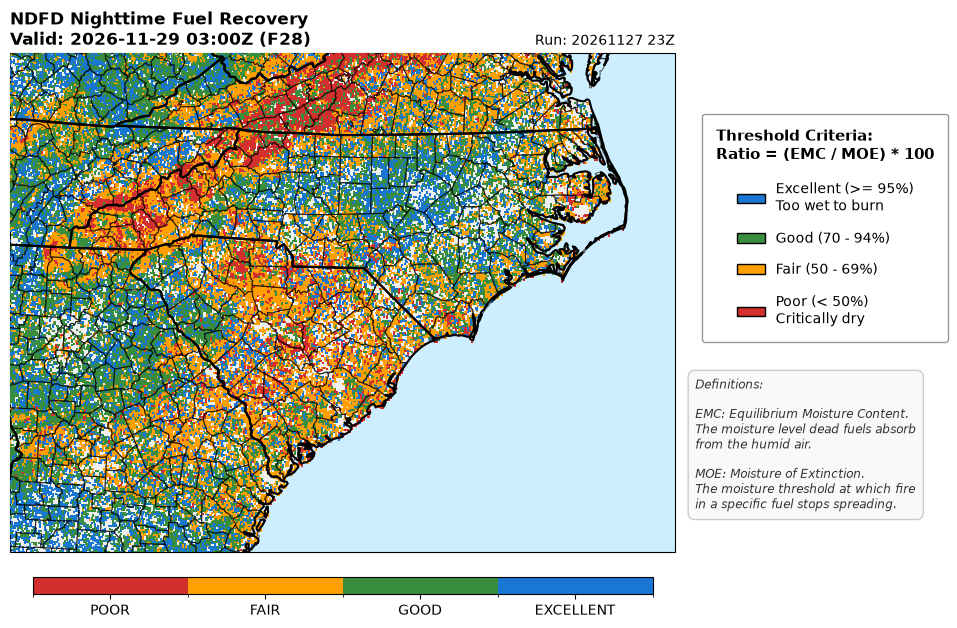 NDFD Nighttime Fuel Recovery
Valid: 2026-11-29 03:00Z (F28)
Run: 20261127 23Z
Threshold Criteria:
Ratio = (EMC / MOE) * 100
Excellent (>= 95%)
Too wet to burn
Good (70 - 94%)
Fair (50 - 69%)
Poor (< 50%)
Critically dry
Definitions:
EMC: Equilibrium Moisture Content.
The moisture level dead fuels absorb
from the humid air.
MOE: Moisture of Extinction.
The moisture threshold at which fire
in a specific fuel stops spreading.
POOR
FAIR
GOOD
EXCELLENT